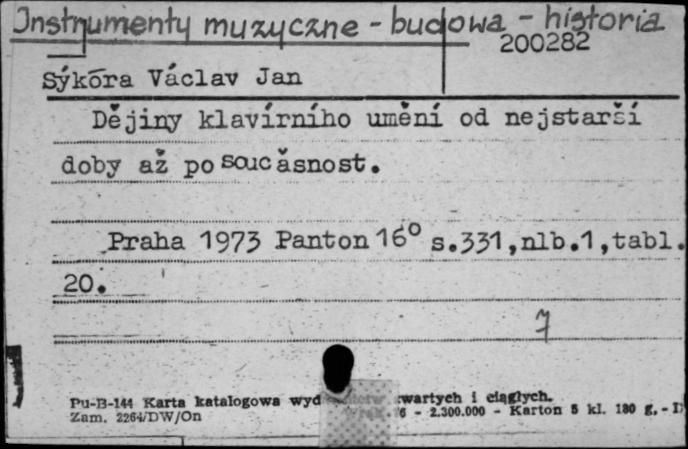 Instrumenty muzyczne - budowa - historia
200282
Sýkóra Václav Jan
Dějiny klavírního umění od nejstarší
doby až po současnost.
Praha 1973 Panton 16° s.331,nlb.1,tabl.
20.
7
Pu-B-144 Karta katalogowa wyd wartych i ciągłych.
Zam. 2264/DW/On 6 - 2.300.000 - Karton 5 kl. 180 g. - D